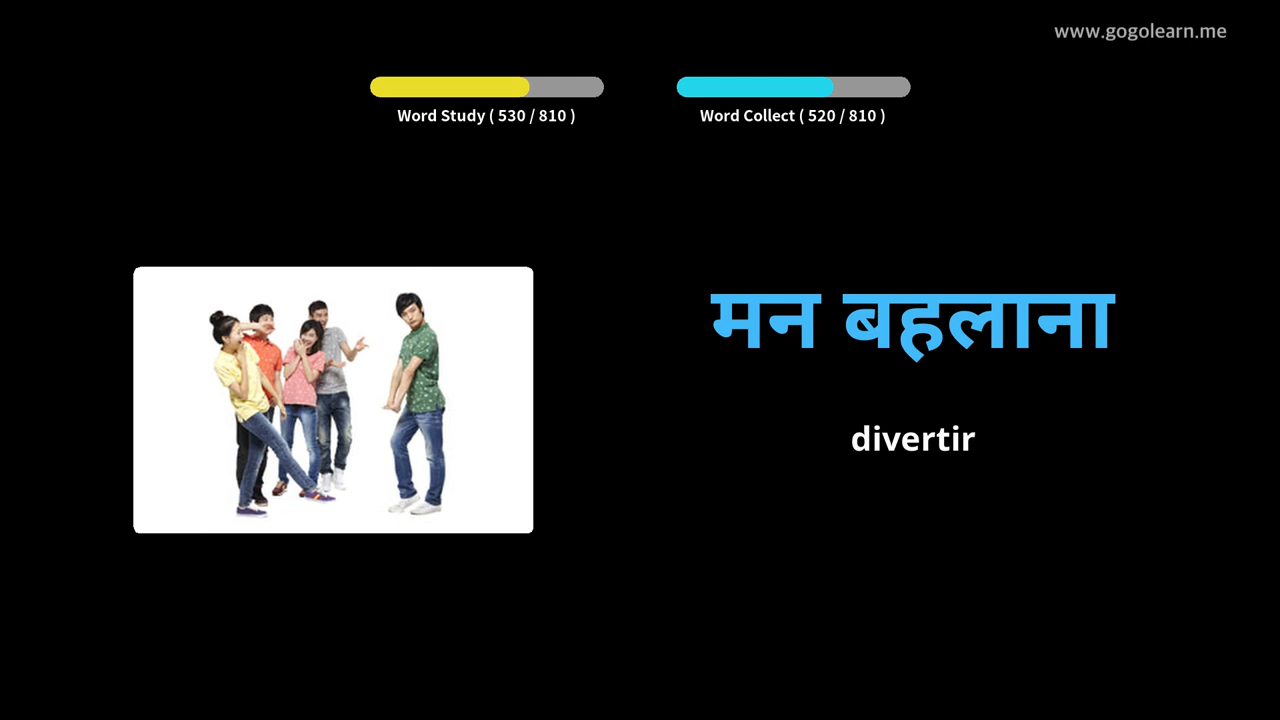 www.gogolearn.me
Word Study ( 530 / 810 )
Word Collect ( 520 / 810 )
मन बहलाना
divertir